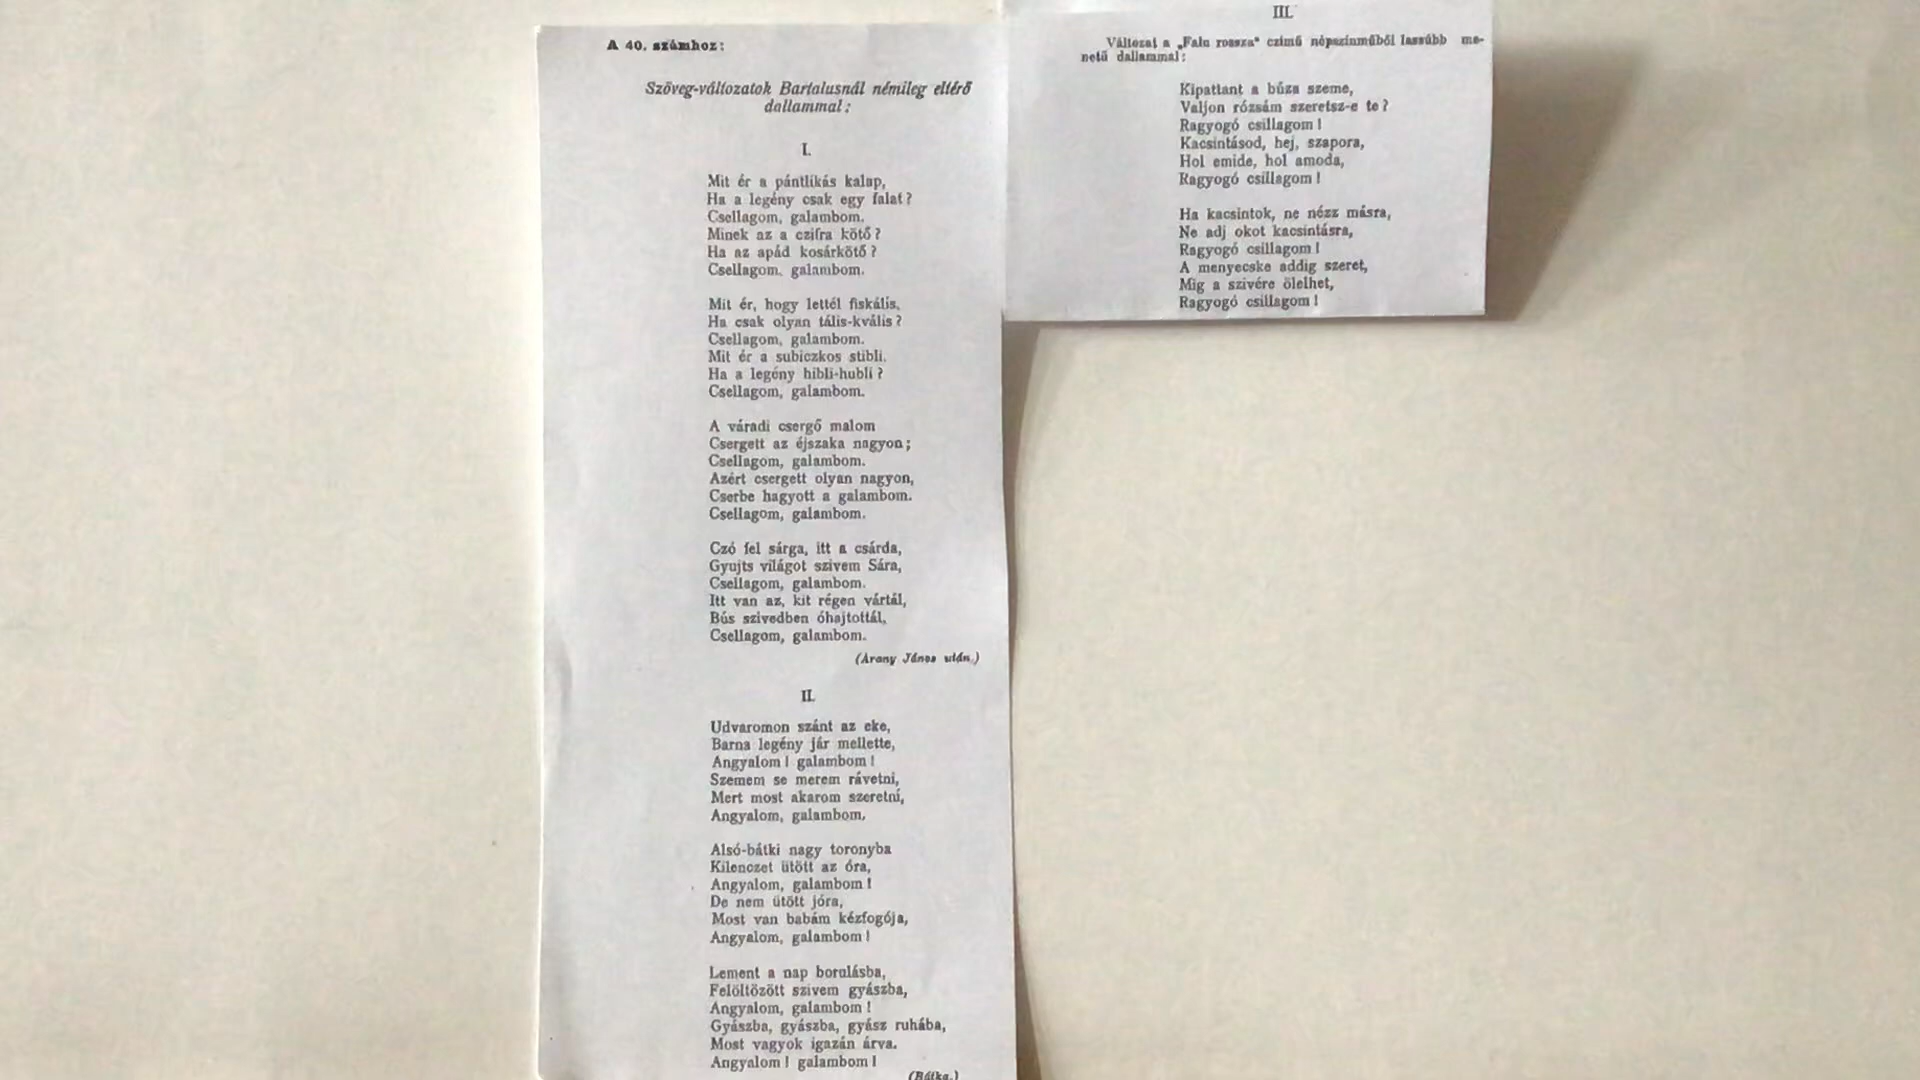 A 40. számhoz:
Szöveg-változatok Bartalusnál némileg eltérő
dallammal:
I.
Mit ér a pántlikás kalap,
Ha a legény csak egy falat?
Csellagom, galambom.
Minek az a czifra kötő?
Ha az apád kosárkötő?
Csellagom, galambom.
Mit ér, hogy lettél fiskális,
Ha csak olyan tális-kvális?
Csellagom, galambom.
Mit ér a subiczkos stibli,
Ha a legény hibli-hubli?
Csellagom, galambom.
A váradi csergő malom
Csergett az éjszaka nagyon;
Csellagom, galambom.
Azért csergett olyan nagyon,
Cserbe hagyott a galambom.
Csellagom, galambom.
Czó fel sárga, itt a csárda,
Gyujts világot szivem Sára,
Csellagom, galambom.
Itt van az, kit régen vártál,
Bús szivedben óhajtottál,
Csellagom, galambom.
(Arany János után.)
II.
Udvaromon szánt az eke,
Barna legény jár mellette,
Angyalom! galambom!
Szemem se merem rávetni,
Mert most akarom szeretni,
Angyalom, galambom.
Alsó-bátki nagy toronyba
Kilenczet ütött az óra,
Angyalom, galambom!
De nem ütött jóra,
Most van babám kézfogója,
Angyalom, galambom!
Lement a nap borulásba,
Felöltözött szivem gyászba,
Angyalom, galambom!
Gyászba, gyászba, gyász ruhába,
Most vagyok igazán árva.
Angyalom! galambom!
(Bátka.)
III.
Változat a „Falu rossza" czimű népszinműből lassúbb me-
netű dallammal:
Kipattant a búza szeme,
Valjon rózsám szeretsz-e te?
Ragyogó csillagom!
Kacsintásod, hej, szapora,
Hol emide, hol amoda,
Ragyogó csillagom!
Ha kacsintok, ne nézz másra,
Ne adj okot kacsintásra,
Ragyogó csillagom!
A menyecske addig szeret,
Mig a szivére ölelhet,
Ragyogó csillagom!